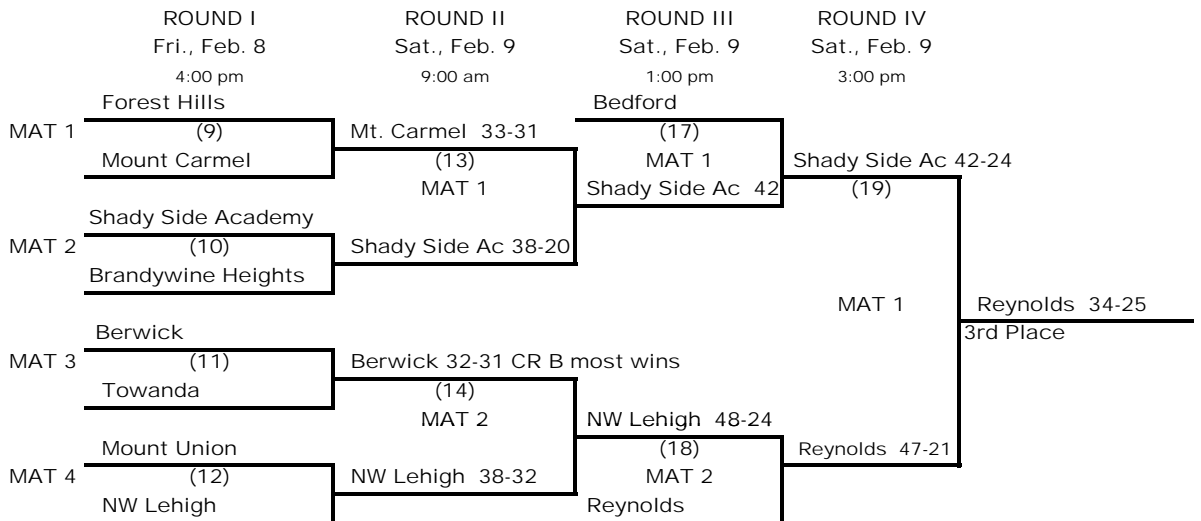 ROUND I ROUND II ROUND III ROUND IV
Fri., Feb. 8 Sat., Feb. 9 Sat., Feb. 9 Sat., Feb. 9
4:00 pm 9:00 am 1:00 pm 3:00 pm
Forest Hills Bedford
MAT 1 (9) Mt. Carmel 33-31 (17)
Mount Carmel (13) MAT 1 Shady Side Ac 42-24
MAT 1 Shady Side Ac 42 (19)
Shady Side Academy
MAT 2 (10) Shady Side Ac 38-20
Brandywine Heights
MAT 1 Reynolds 34-25
Berwick 3rd Place
MAT 3 (11) Berwick 32-31 CR B most wins
Towanda (14)
MAT 2 NW Lehigh 48-24
Mount Union (18) Reynolds 47-21
MAT 4 (12) NW Lehigh 38-32 MAT 2
NW Lehigh Reynolds